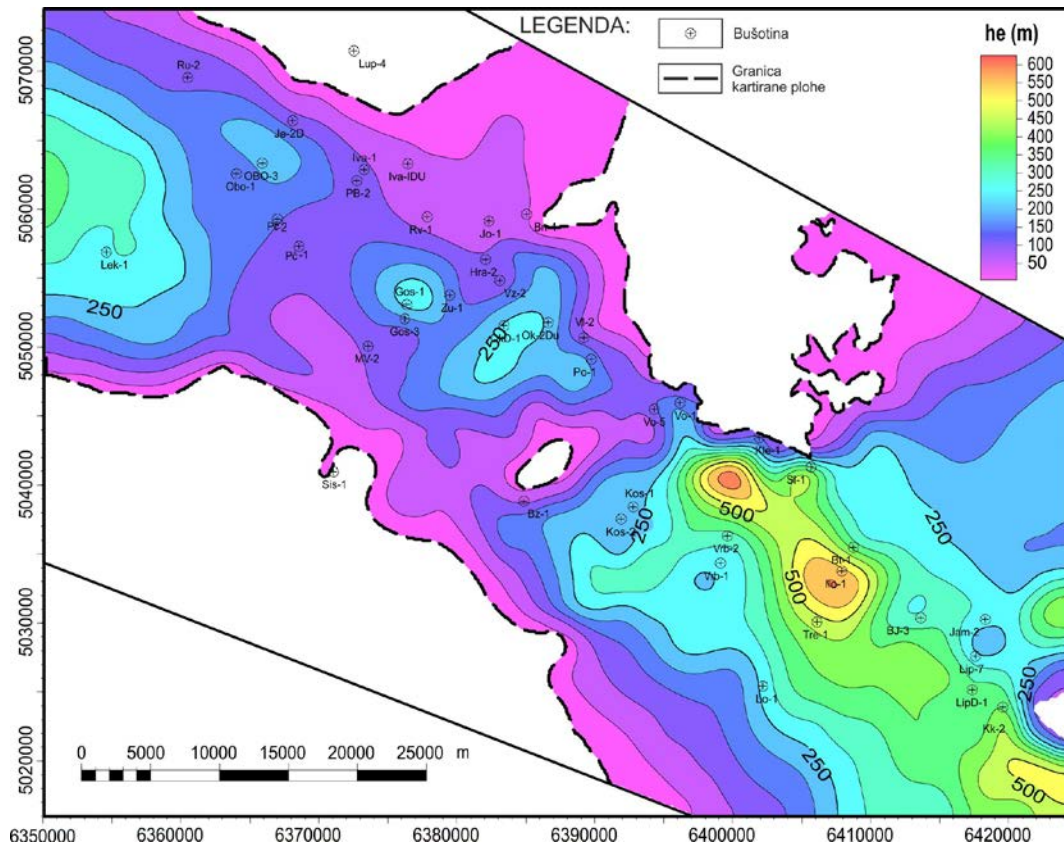 LEGENDA:
Bušotina
Granica
kartirane plohe
he (m)
600
550
500
450
400
350
300
250
200
150
100
50
5070000
5060000
5050000
5040000
5030000
5020000
6350000
6360000
6370000
6380000
6390000
6400000
6410000
6420000
Lup-4
Ru-2
Je-2D
Iva-1
Iva-IDU
OBO-3
Obo-1
PB-2
Pt-2
Rv-1
Jo-1
Lek-1
Pc-1
Hra-2
Gos-1
Vz-2
Zu-1
250
Gos-3
Ok-2Du
Vl-2
250
MV-2
Po-1
Vo-5
Vo-1
Kle-1
Sis-1
Sr-1
Kos-1
Bz-1
500
250
Kos-2
250
Vrb-2
Vrb-1
500
Tre-1
BJ-3
Jam-2
Lip-7
250
LipD-1
Lo-1
Kk-2
250
500
0 5000 10000 15000 20000 25000 m